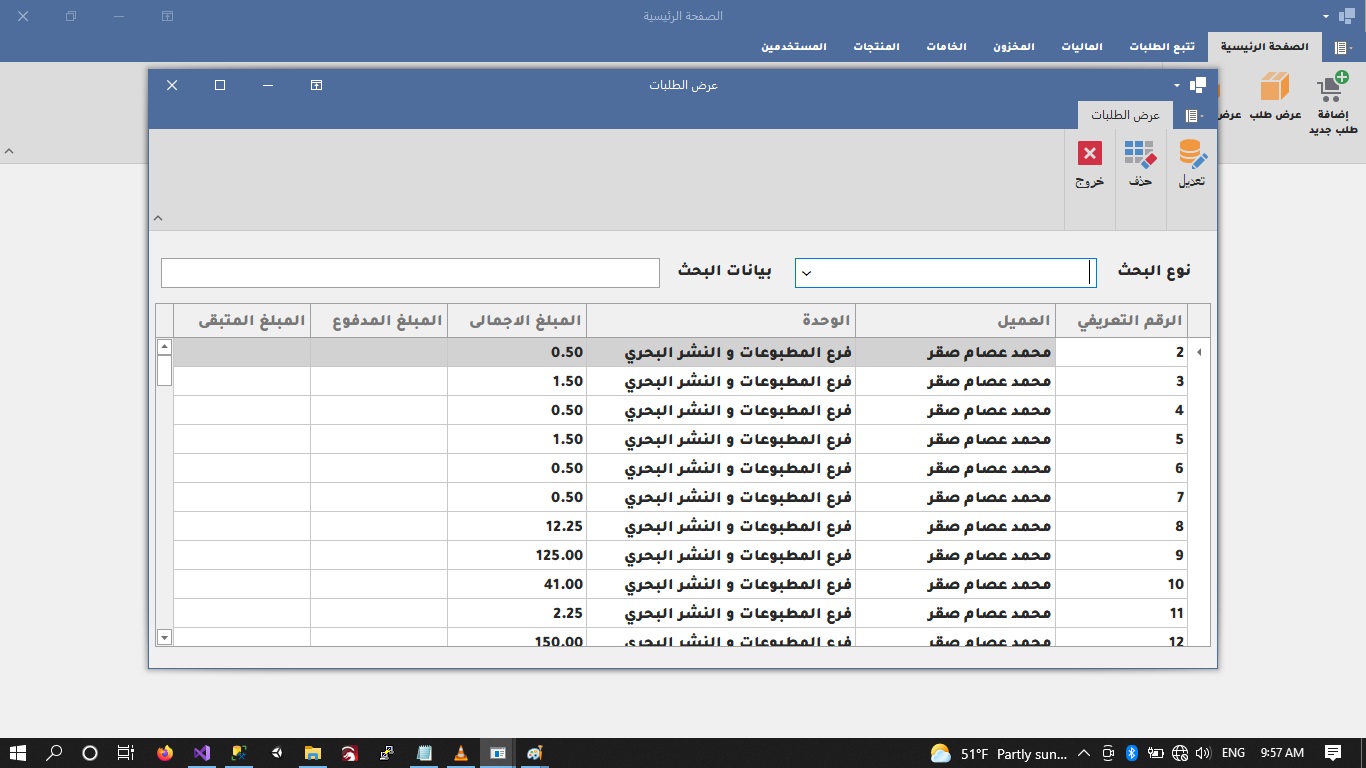 الصفحة الرئيسية
الصفحة الرئيسية تتبع الطلبات الماليات المخزون الخامات المنتجات المستخدمين
إضافة طلب جديد
عرض طلب
عرض
عرض الطلبات
عرض الطلبات
تعديل حذف خروج
نوع البحث بيانات البحث
الرقم التعريفي العميل الوحدة المبلغ الاجمالى المبلغ المدفوع المبلغ المتبقى
2 محمد عصام صقر فرع المطبوعات و النشر البحري 0.50
3 محمد عصام صقر فرع المطبوعات و النشر البحري 1.50
4 محمد عصام صقر فرع المطبوعات و النشر البحري 0.50
5 محمد عصام صقر فرع المطبوعات و النشر البحري 1.50
6 محمد عصام صقر فرع المطبوعات و النشر البحري 0.50
7 محمد عصام صقر فرع المطبوعات و النشر البحري 0.50
8 محمد عصام صقر فرع المطبوعات و النشر البحري 12.25
9 محمد عصام صقر فرع المطبوعات و النشر البحري 125.00
10 محمد عصام صقر فرع المطبوعات و النشر البحري 41.00
11 محمد عصام صقر فرع المطبوعات و النشر البحري 2.25
12 محمد عصام صقر فرع المطبوعات و النشر البحري 150.00
51°F Partly sun... ENG 9:57 AM